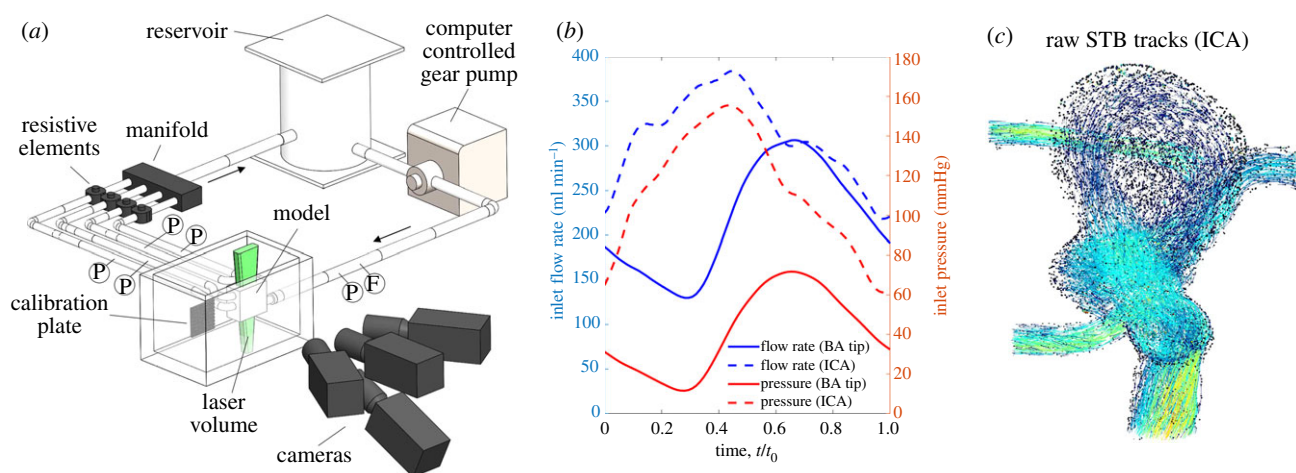 (a)
reservoir
computer
controlled
gear pump
resistive
elements
manifold
model
P
P
P
P
P
F
calibration
plate
laser
volume
cameras
(b)
400
350
300
250
200
150
100
50
0
inlet flow rate (ml min⁻¹)
180
160
140
120
100
80
60
40
20
0
inlet pressure (mmHg)
flow rate (BA tip)
flow rate (ICA)
pressure (BA tip)
pressure (ICA)
0 0.2 0.4 0.6 0.8 1.0
time, t/t₀
(c)
raw STB tracks (ICA)